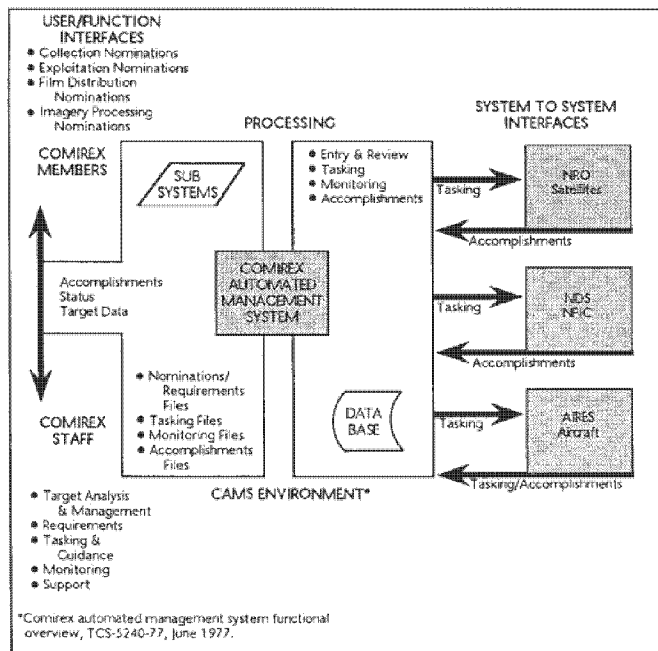 USER/FUNCTION
INTERFACES
● Collection Nominations
● Exploitation Nominations
● Film Distribution
Nominations
● Imagery Processing
Nominations
COMIREX
MEMBERS
Accomplishments
Status
Target Data
COMIREX
STAFF
● Target Analysis
& Management
● Requirements
● Tasking &
Guidance
● Monitoring
● Support
PROCESSING
SUB
SYSTEMS
● Entry & Review
● Tasking
● Monitoring
● Accomplishments
COMIREX
AUTOMATED
MANAGEMENT
SYSTEM
● Nominations/
Requirements
Files
● Tasking Files
● Monitoring Files
● Accomplishments
Files
DATA
BASE
CAMS ENVIRONMENT*
SYSTEM TO SYSTEM
INTERFACES
Tasking
NRO
Satellites
Accomplishments
Tasking
NDS
NPIC
Accomplishments
Tasking
AIRES
Aircraft
Tasking/Accomplishments
*Comirex automated management system functional
overview, TCS-5240-77, June 1977.